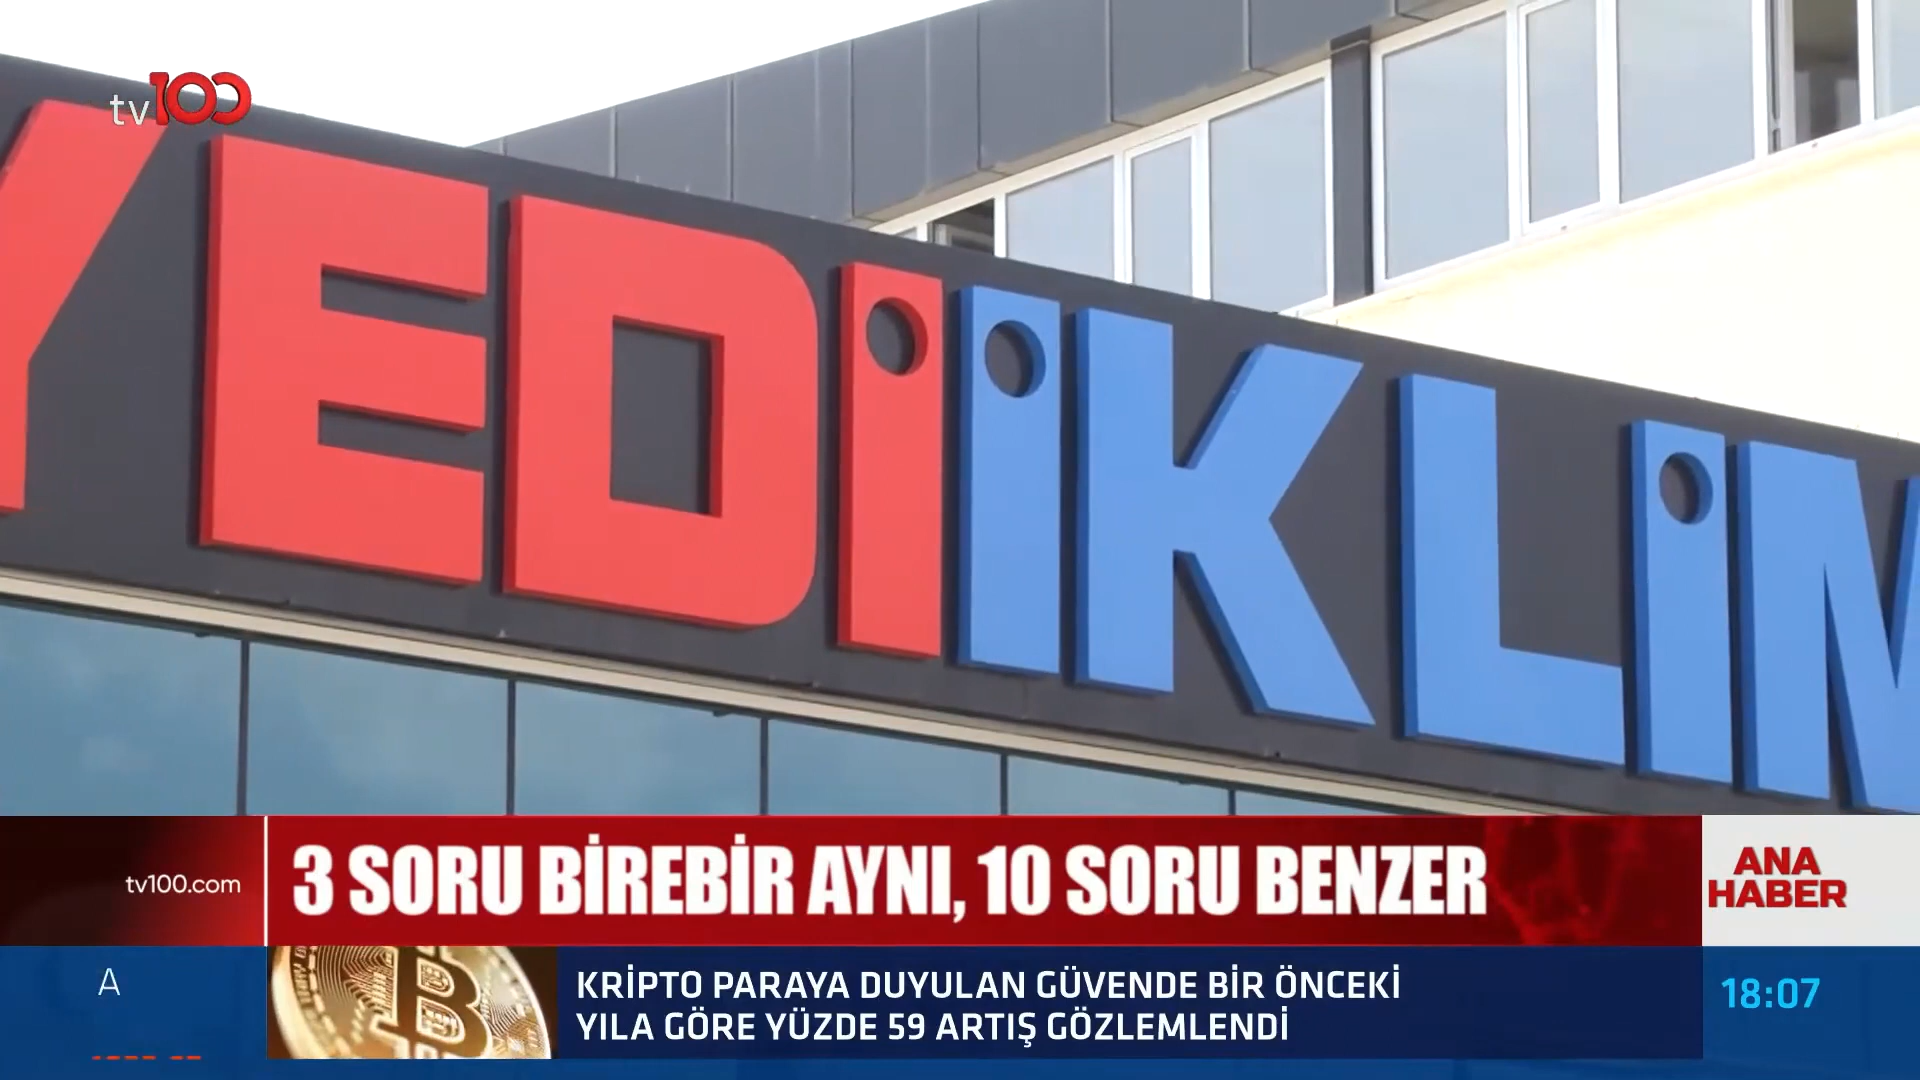 tv100
YEDİİKLİM
tv100.com
3 SORU BİREBİR AYNI, 10 SORU BENZER
ANA
HABER
A
KRİPTO PARAYA DUYULAN GÜVENDE BİR ÖNCEKİ
YILA GÖRE YÜZDE 59 ARTIŞ GÖZLEMLENDİ
18:07